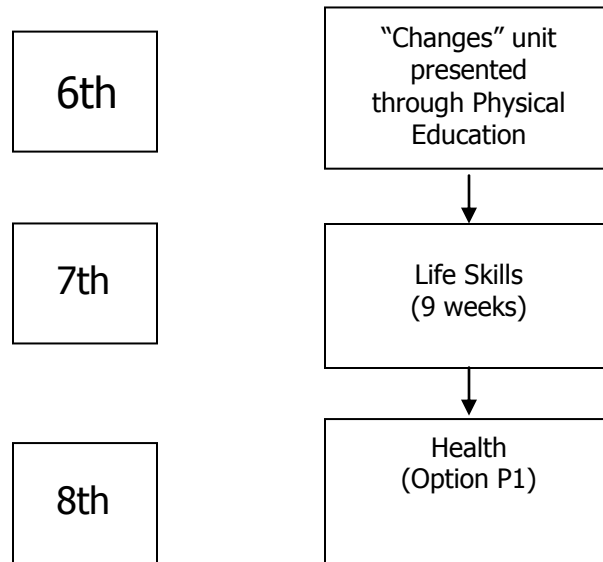 6th
“Changes” unit
presented
through Physical
Education
7th
Life Skills
(9 weeks)
8th
Health
(Option P1)